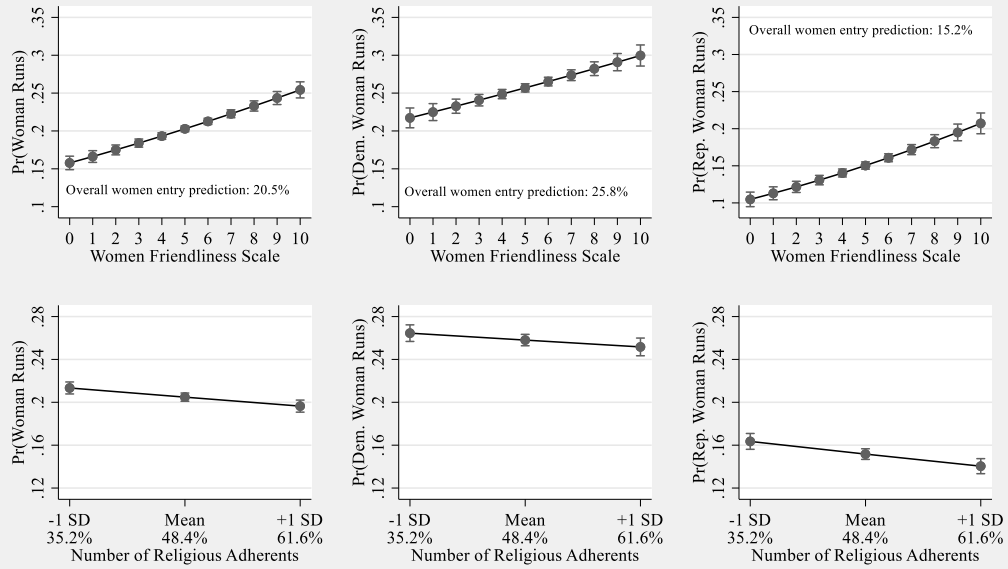 Pr(Woman Runs)
.35
.3
.25
.2
.15
.1
Overall women entry prediction: 20.5%
0 1 2 3 4 5 6 7 8 9 10
Women Friendliness Scale
Pr(Dem. Woman Runs)
.35
.3
.25
.2
.15
.1
Overall women entry prediction: 25.8%
0 1 2 3 4 5 6 7 8 9 10
Women Friendliness Scale
Pr(Rep. Woman Runs)
.35
.3
.25
.2
.15
.1
Overall women entry prediction: 15.2%
0 1 2 3 4 5 6 7 8 9 10
Women Friendliness Scale
Pr(Woman Runs)
.28
.24
.2
.16
.12
-1 SD Mean +1 SD
35.2% 48.4% 61.6%
Number of Religious Adherents
Pr(Dem. Woman Runs)
.28
.24
.2
.16
.12
-1 SD Mean +1 SD
35.2% 48.4% 61.6%
Number of Religious Adherents
Pr(Rep. Woman Runs)
.28
.24
.2
.16
.12
-1 SD Mean +1 SD
35.2% 48.4% 61.6%
Number of Religious Adherents